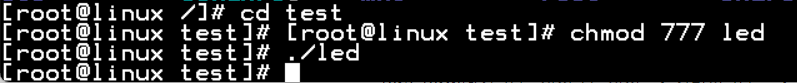 [root@linux /]# cd test
[root@linux test]# [root@linux test]# chmod 777 led
[root@linux test]# ./led
[root@linux test]#